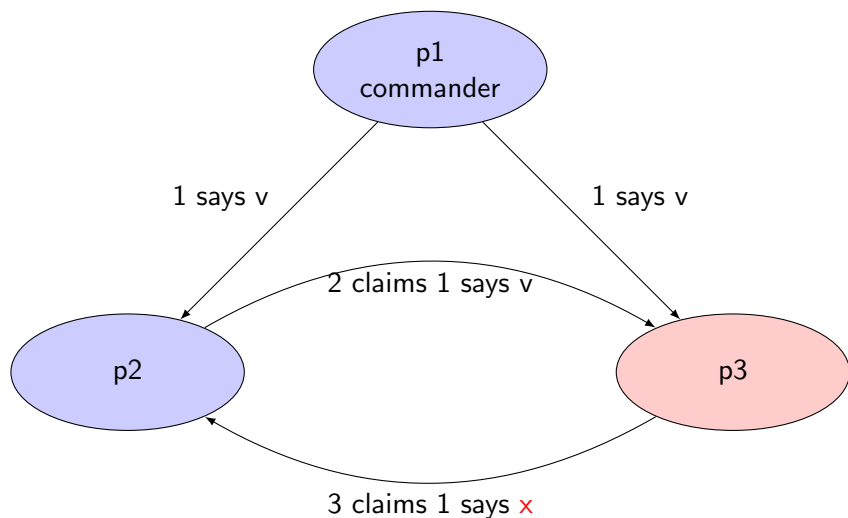 p1
commander
1 says v
1 says v
2 claims 1 says v
p2
p3
3 claims 1 says x